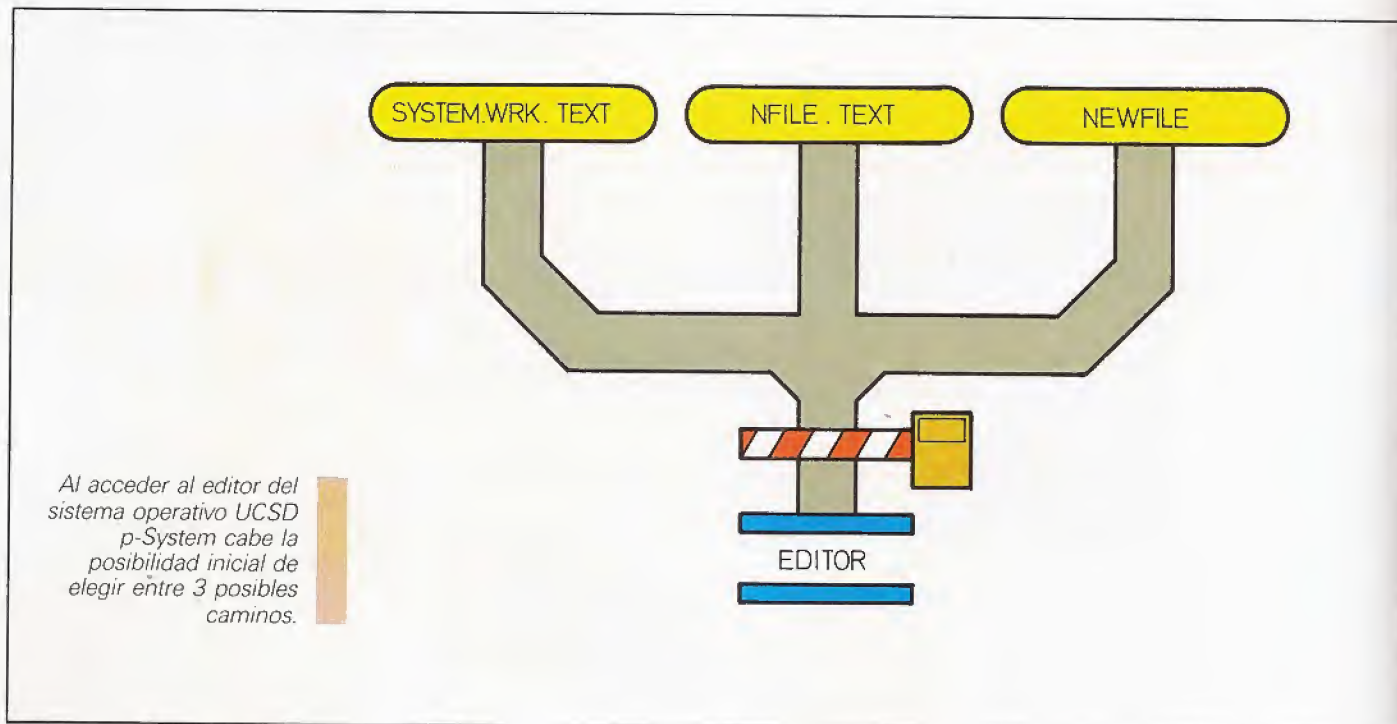 SYSTEM.WRK. TEXT
NFILE . TEXT
NEWFILE
EDITOR
Al acceder al editor del
sistema operativo UCSD
p-System cabe la
posibilidad inicial de
elegir entre 3 posibles
caminos.